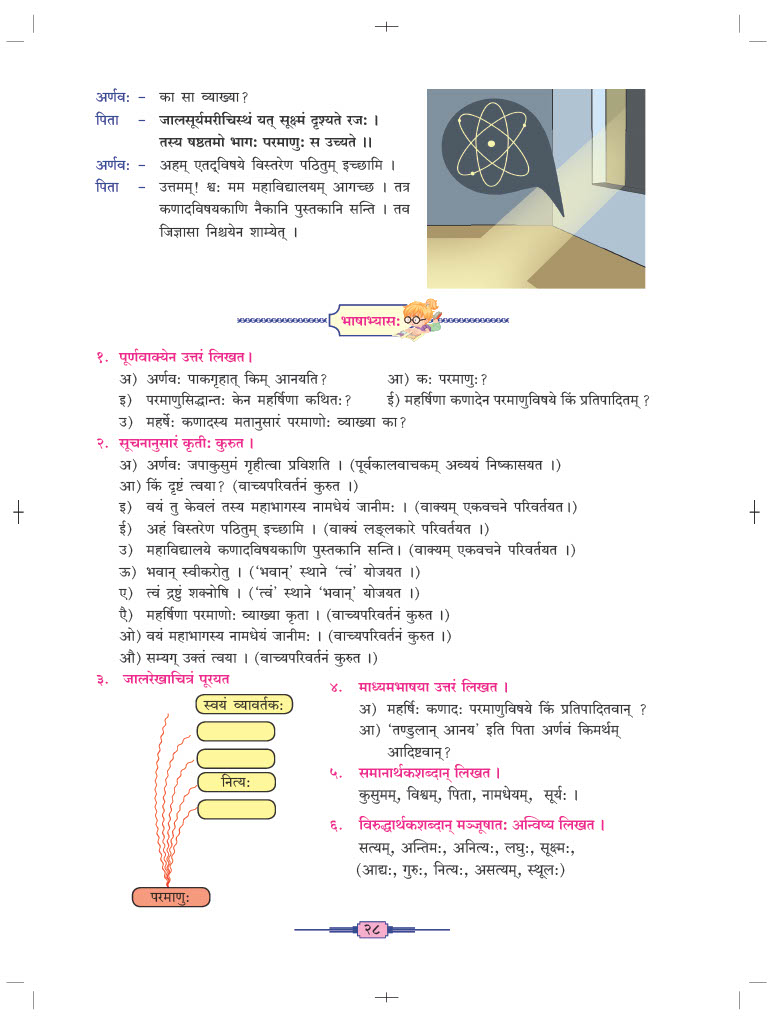 अर्णवः - का सा व्याख्या?
पिता - जालसूर्यमरीचिस्थं यत् सूक्ष्मं दृश्यते रजः ।
तस्य षष्ठतमो भागः परमाणुः स उच्यते ।।
अर्णवः - अहम् एतद्विषये विस्तरेण पठितुम् इच्छामि ।
पिता - उत्तमम्! श्वः मम महाविद्यालयम् आगच्छ । तत्र
कणादविषयकाणि नैकानि पुस्तकानि सन्ति । तव
जिज्ञासा निश्चयेन शाम्येत् ।
भाषाभ्यासः
१. पूर्णवाक्येन उत्तरं लिखत।
अ) अर्णवः पाकगृहात् किम् आनयति? आ) कः परमाणुः?
इ) परमाणुसिद्धान्तः केन महर्षिणा कथितः? ई) महर्षिणा कणादेन परमाणुविषये किं प्रतिपादितम् ?
उ) महर्षेः कणादस्य मतानुसारं परमाणोः व्याख्या का?
२. सूचनानुसारं कृतीः कुरुत ।
अ) अर्णवः जपाकुसुमं गृहीत्वा प्रविशति । (पूर्वकालवाचकम् अव्ययं निष्कासयत ।)
आ) किं दृष्टं त्वया? (वाच्यपरिवर्तनं कुरुत ।)
इ) वयं तु केवलं तस्य महाभागस्य नामधेयं जानीमः । (वाक्यम् एकवचने परिवर्तयत।)
ई) अहं विस्तरेण पठितुम् इच्छामि । (वाक्यं लङ्लकारे परिवर्तयत ।)
उ) महाविद्यालये कणादविषयकाणि पुस्तकानि सन्ति। (वाक्यम् एकवचने परिवर्तयत ।)
ऊ) भवान् स्वीकरोतु । (‘भवान्’ स्थाने ‘त्वं’ योजयत ।)
ए) त्वं द्रष्टुं शक्नोषि । (‘त्वं’ स्थाने ‘भवान्’ योजयत ।)
ऐ) महर्षिणा परमाणोः व्याख्या कृता । (वाच्यपरिवर्तनं कुरुत ।)
ओ) वयं महाभागस्य नामधेयं जानीमः । (वाच्यपरिवर्तनं कुरुत ।)
औ) सम्यग् उक्तं त्वया । (वाच्यपरिवर्तनं कुरुत ।)
३. जालरेखाचित्रं पूरयत
स्वयं व्यावर्तकः
नित्यः
परमाणुः
४. माध्यमभाषया उत्तरं लिखत ।
अ) महर्षिः कणादः परमाणुविषये किं प्रतिपादितवान् ?
आ) ‘तण्डुलान् आनय’ इति पिता अर्णवं किमर्थम्
आदिष्टवान्?
५. समानार्थकशब्दान् लिखत ।
कुसुमम्, विश्वम्, पिता, नामधेयम्, सूर्यः ।
६. विरुद्धार्थकशब्दान् मञ्जूषातः अन्विष्य लिखत ।
सत्यम्, अन्तिमः, अनित्यः, लघुः, सूक्ष्मः,
(आद्यः, गुरुः, नित्यः, असत्यम्, स्थूलः)
२८